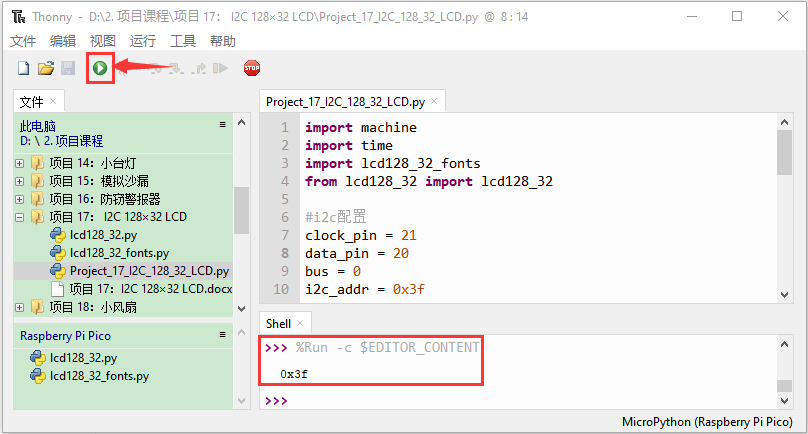 Thonny - D:\2. 项目课程\项目 17： I2C 128×32 LCD\Project_17_I2C_128_32_LCD.py @ 8 : 14
文件 编辑 视图 运行 工具 帮助
STOP
文件 ×
此电脑
D: \ 2. 项目课程
项目 14：小台灯
项目 15：模拟沙漏
项目 16：防窃警报器
项目 17： I2C 128×32 LCD
lcd128_32.py
lcd128_32_fonts.py
Project_17_I2C_128_32_LCD.py
项目 17：I2C 128×32 LCD.docx
项目 18：小风扇
Raspberry Pi Pico
lcd128_32.py
lcd128_32_fonts.py
Project_17_I2C_128_32_LCD.py ×
1 import machine
2 import time
3 import lcd128_32_fonts
4 from lcd128_32 import lcd128_32
5
6 #i2c配置
7 clock_pin = 21
8 data_pin = 20
9 bus = 0
10 i2c_addr = 0x3f
Shell ×
>>> %Run -c $EDITOR_CONTENT
0x3f
>>>
MicroPython (Raspberry Pi Pico)